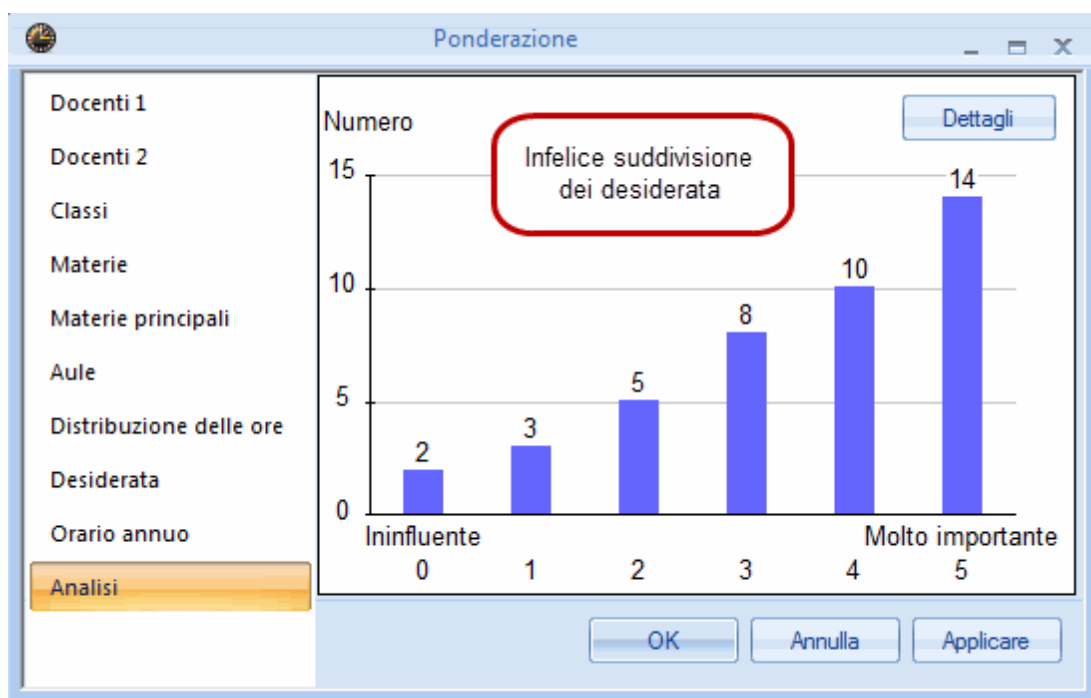 Ponderazione
Docenti 1
Docenti 2
Classi
Materie
Materie principali
Aule
Distribuzione delle ore
Desiderata
Orario annuo
Analisi
Numero
Infelice suddivisione
dei desiderata
Dettagli
15
14
10
10
8
5
5
3
2
0
Ininfluente
Molto importante
0 1 2 3 4 5
OK
Annulla
Applicare